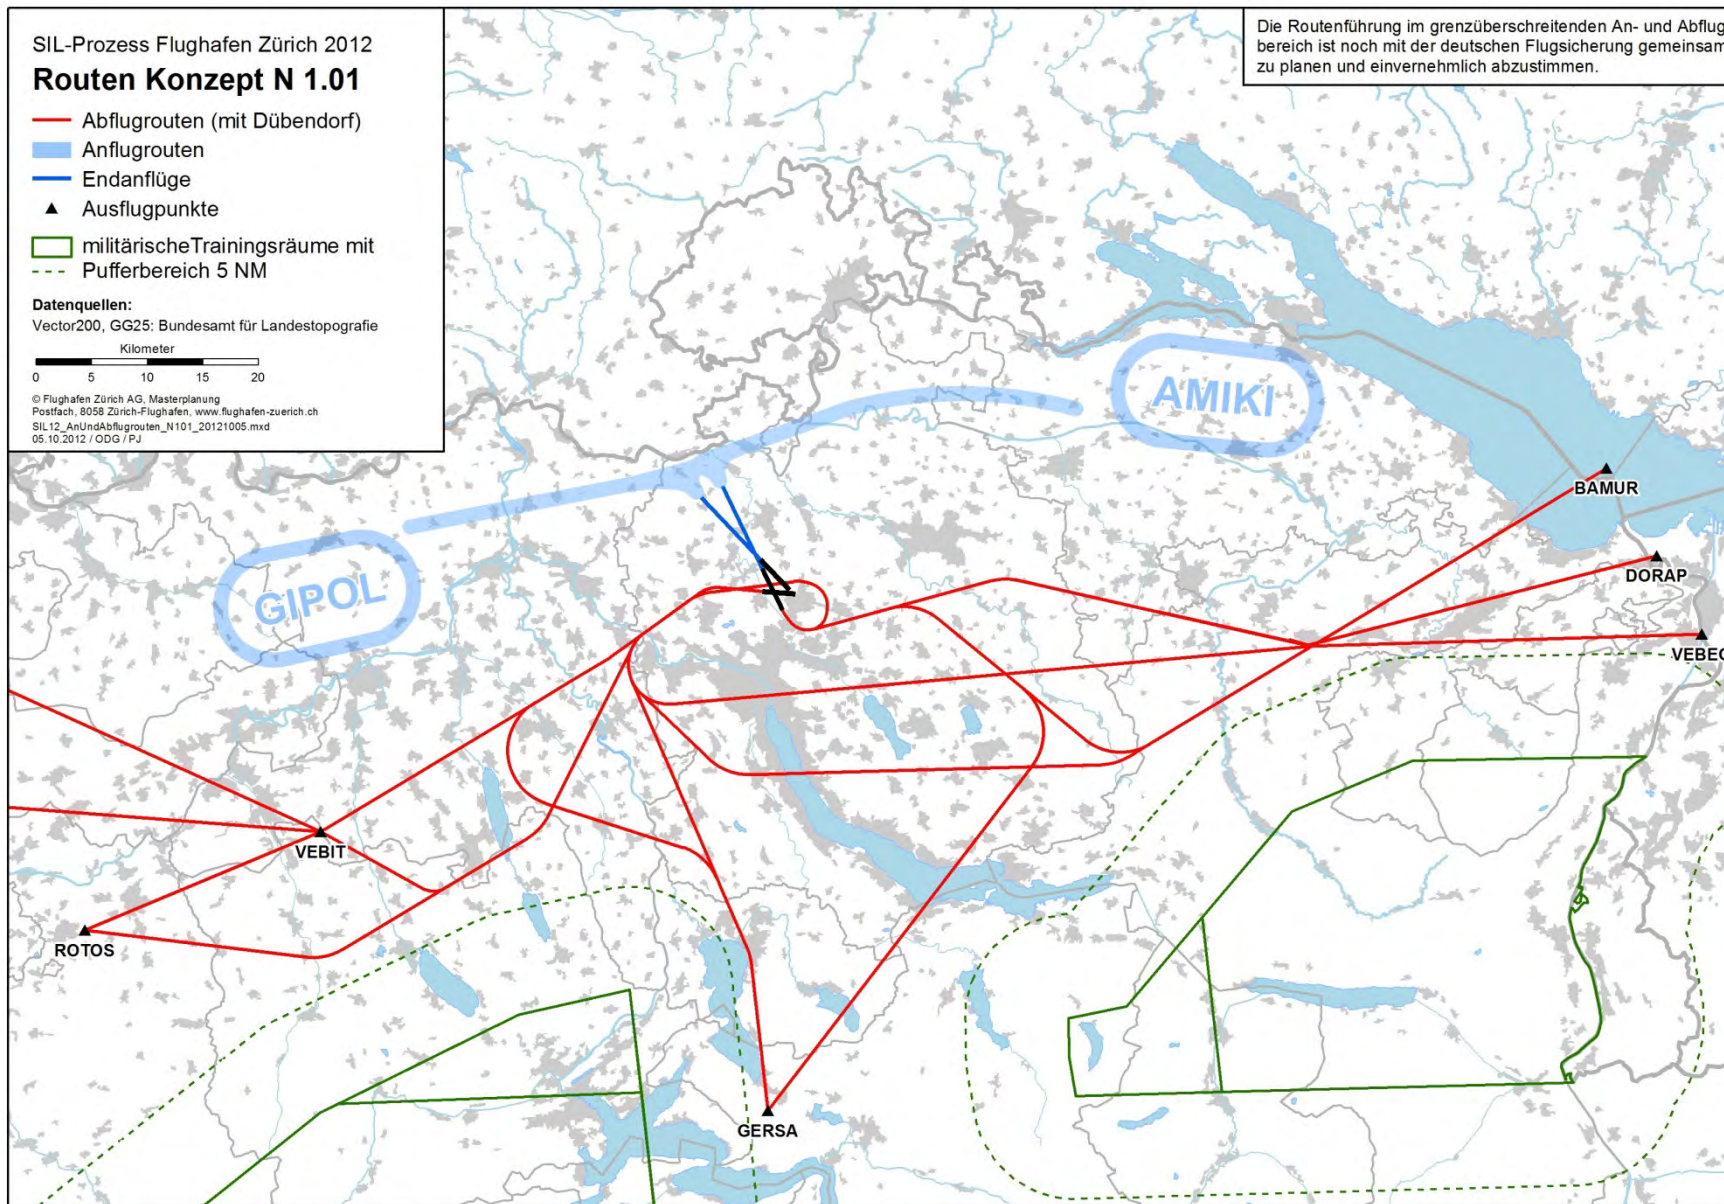 SIL-Prozess Flughafen Zürich 2012
Routen Konzept N 1.01
Abflugrouten (mit Dübendorf)
Anflugrouten
Endanflüge
Ausflugpunkte
militärischeTrainingsräume mit
Pufferbereich 5 NM
Datenquellen:
Vector200, GG25: Bundesamt für Landestopografie
Kilometer
0 5 10 15 20
© Flughafen Zürich AG, Masterplanung
Postfach, 8058 Zürich-Flughafen, www.flughafen-zuerich.ch
SIL12_AnUndAbflugrouten_N101_20121005.mxd
05.10.2012 / ODG / PJ
Die Routenführung im grenzüberschreitenden An- und Abflug
bereich ist noch mit der deutschen Flugsicherung gemeinsam
zu planen und einvernehmlich abzustimmen.
AMIKI
BAMUR
GIPOL
DORAP
VEBEG
VEBIT
ROTOS
GERSA